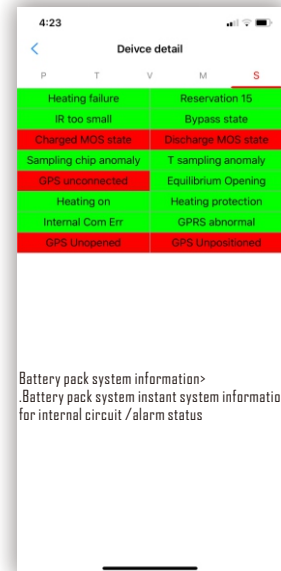 4:23
Deivce detail
P T V M S
Heating failure Reservation 15
IR too small Bypass state
Charged MOS state Discharge MOS state
Sampling chip anomaly T sampling anomaly
GPS unconnected Equilibrium Opening
Heating on Heating protection
Internal Com Err GPRS abnormal
GPS Unopened GPS Unpositioned
Battery pack system information>
.Battery pack system instant system informatio
for internal circuit /alarm status